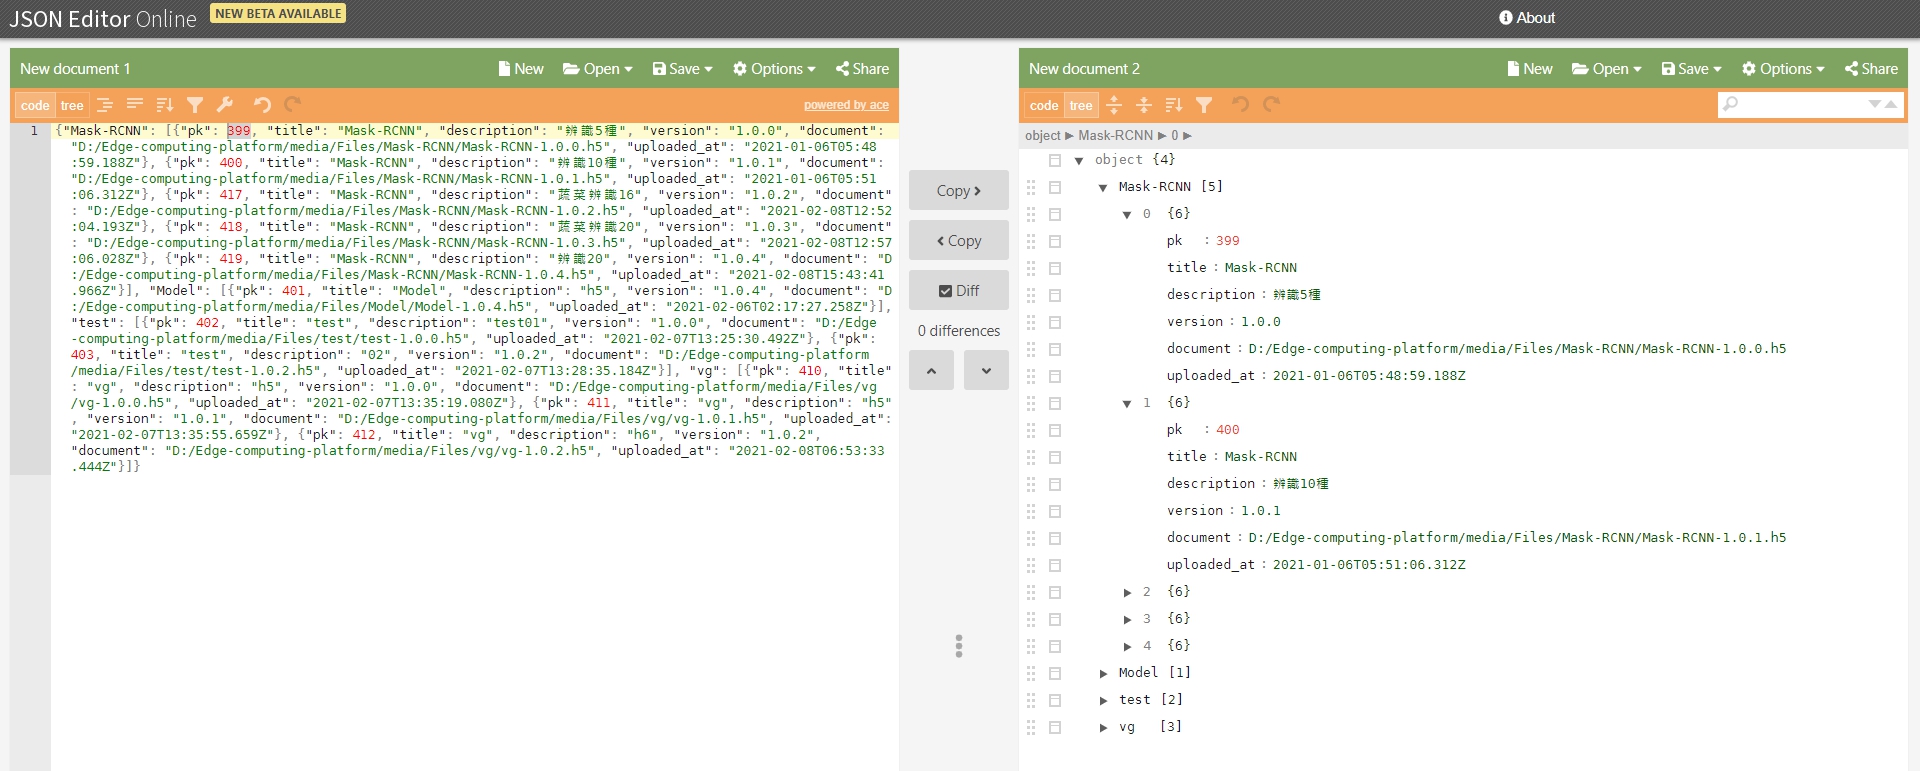 JSON Editor Online NEW BETA AVAILABLE
About
New document 1
New Open Save Options Share
code tree
powered by ace
1
{"Mask-RCNN": [{"pk": 399, "title": "Mask-RCNN", "description": "辨識5種", "version": "1.0.0", "document":
"D:/Edge-computing-platform/media/Files/Mask-RCNN/Mask-RCNN-1.0.0.h5", "uploaded_at": "2021-01-06T05:48
:59.188Z"}, {"pk": 400, "title": "Mask-RCNN", "description": "辨識10種", "version": "1.0.1", "document":
"D:/Edge-computing-platform/media/Files/Mask-RCNN/Mask-RCNN-1.0.1.h5", "uploaded_at": "2021-01-06T05:51
:06.312Z"}, {"pk": 417, "title": "Mask-RCNN", "description": "蔬菜辨識16", "version": "1.0.2", "document"
: "D:/Edge-computing-platform/media/Files/Mask-RCNN/Mask-RCNN-1.0.2.h5", "uploaded_at": "2021-02-08T12:52
:04.193Z"}, {"pk": 418, "title": "Mask-RCNN", "description": "蔬菜辨識20", "version": "1.0.3", "document"
: "D:/Edge-computing-platform/media/Files/Mask-RCNN/Mask-RCNN-1.0.3.h5", "uploaded_at": "2021-02-08T12:57
:06.028Z"}, {"pk": 419, "title": "Mask-RCNN", "description": "辨識20", "version": "1.0.4", "document": "D
:/Edge-computing-platform/media/Files/Mask-RCNN/Mask-RCNN-1.0.4.h5", "uploaded_at": "2021-02-08T15:43:41
.966Z"}], "Model": [{"pk": 401, "title": "Model", "description": "h5", "version": "1.0.4", "document": "D
:/Edge-computing-platform/media/Files/Model/Model-1.0.4.h5", "uploaded_at": "2021-02-06T02:17:27.258Z"}],
"test": [{"pk": 402, "title": "test", "description": "test01", "version": "1.0.0", "document": "D:/Edge
-computing-platform/media/Files/test/test-1.0.0.h5", "uploaded_at": "2021-02-07T13:25:30.492Z"}, {"pk":
403, "title": "test", "description": "02", "version": "1.0.2", "document": "D:/Edge-computing-platform
/media/Files/test/test-1.0.2.h5", "uploaded_at": "2021-02-07T13:28:35.184Z"}], "vg": [{"pk": 410, "title"
: "vg", "description": "h5", "version": "1.0.0", "document": "D:/Edge-computing-platform/media/Files/vg
/vg-1.0.0.h5", "uploaded_at": "2021-02-07T13:35:19.080Z"}, {"pk": 411, "title": "vg", "description": "h5"
, "version": "1.0.1", "document": "D:/Edge-computing-platform/media/Files/vg/vg-1.0.1.h5", "uploaded_at":
"2021-02-07T13:35:55.659Z"}, {"pk": 412, "title": "vg", "description": "h6", "version": "1.0.2",
"document": "D:/Edge-computing-platform/media/Files/vg/vg-1.0.2.h5", "uploaded_at": "2021-02-08T06:53:33
.444Z"}]}
Copy
Copy
Diff
0 differences
New document 2
New Open Save Options Share
code tree
object ► Mask-RCNN ► 0 ►
object {4}
Mask-RCNN [5]
0 {6}
pk : 399
title : Mask-RCNN
description : 辨識5種
version : 1.0.0
document : D:/Edge-computing-platform/media/Files/Mask-RCNN/Mask-RCNN-1.0.0.h5
uploaded_at : 2021-01-06T05:48:59.188Z
1 {6}
pk : 400
title : Mask-RCNN
description : 辨識10種
version : 1.0.1
document : D:/Edge-computing-platform/media/Files/Mask-RCNN/Mask-RCNN-1.0.1.h5
uploaded_at : 2021-01-06T05:51:06.312Z
2 {6}
3 {6}
4 {6}
Model [1]
test [2]
vg [3]